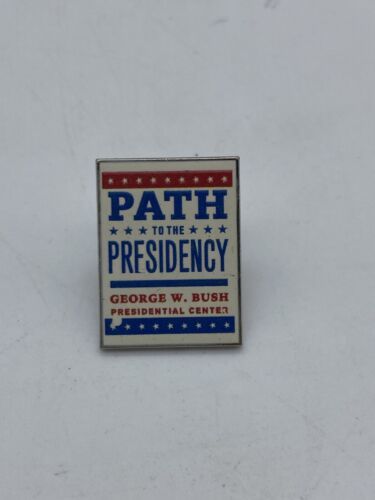 PATH
TO THE
PRESIDENCY
GEORGE W. BUSH
PRESIDENTIAL CENTER